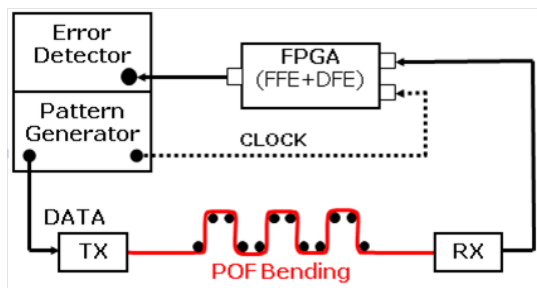 Error
Detector
Pattern
Generator
FPGA
(FFE+DFE)
CLOCK
DATA
TX
POF Bending
RX